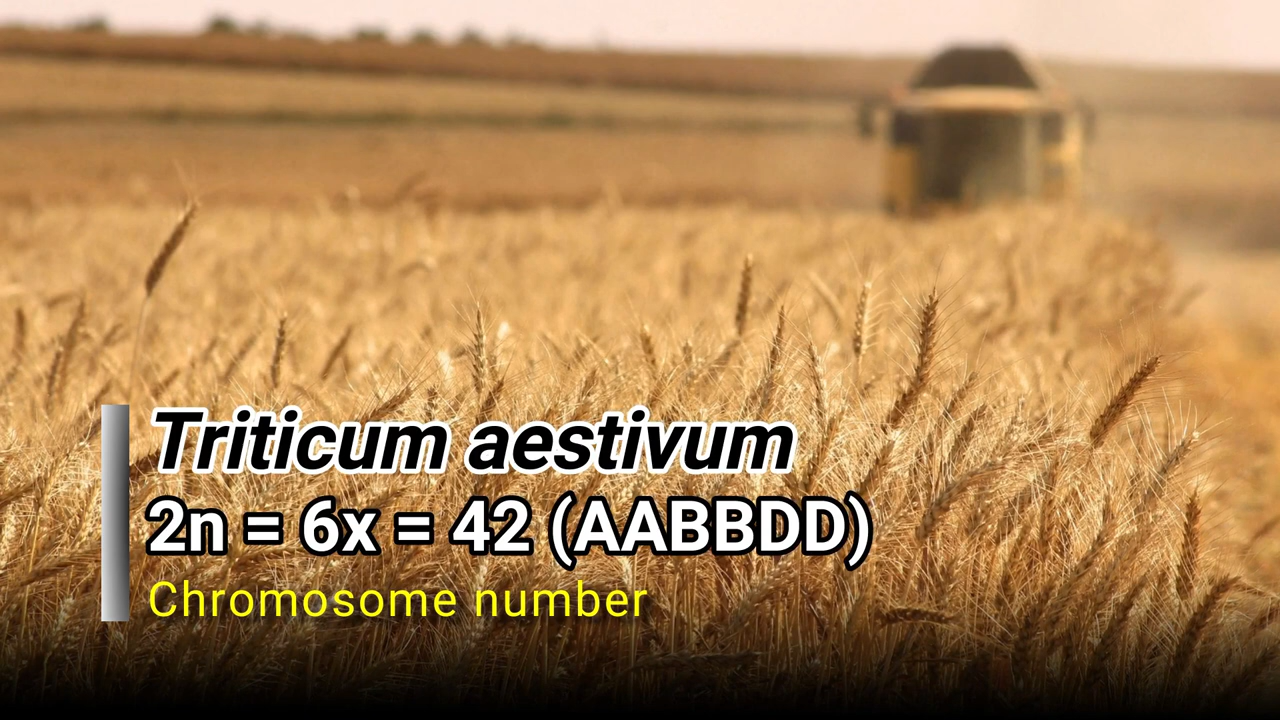 Triticum aestivum
2n = 6x = 42 (AABBDD)
Chromosome number